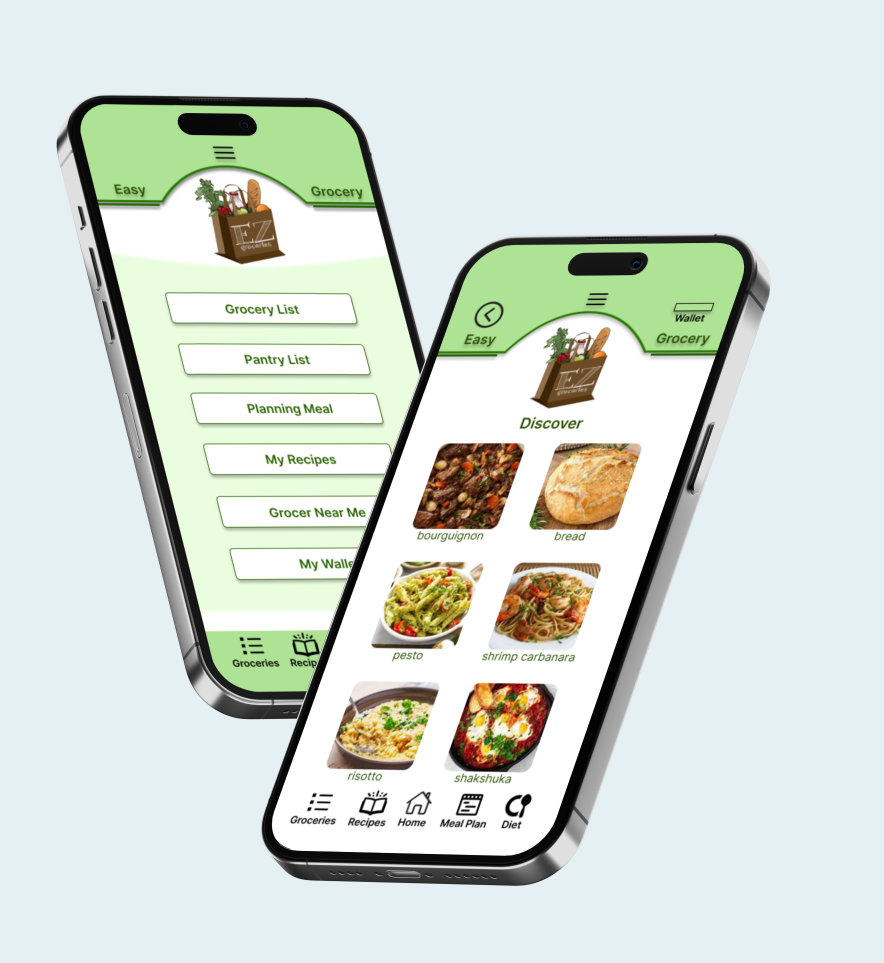 Easy
Grocery
EZ
groceries
Grocery List
Pantry List
Planning Meal
My Recipes
Grocer Near Me
My Walle
Groceries
Recip
Wallet
Easy
Grocery
EZ
groceries
Discover
bourguignon
bread
pesto
shrimp carbanara
risotto
shakshuka
Groceries
Recipes
Home
Meal Plan
Diet